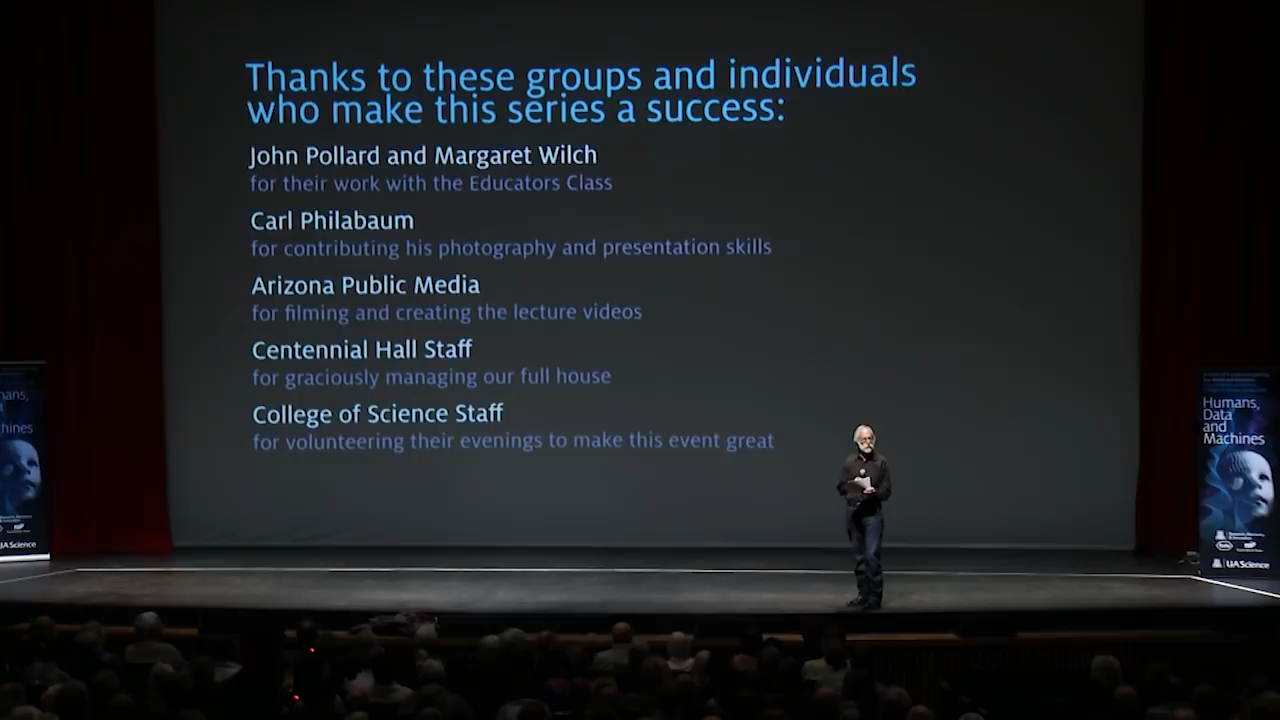 Thanks to these groups and individuals
who make this series a success:
John Pollard and Margaret Wilch
for their work with the Educators Class
Carl Philabaum
for contributing his photography and presentation skills
Arizona Public Media
for filming and creating the lecture videos
Centennial Hall Staff
for graciously managing our full house
College of Science Staff
for volunteering their evenings to make this event great
Humans,
Data
and
Machines
UA Science